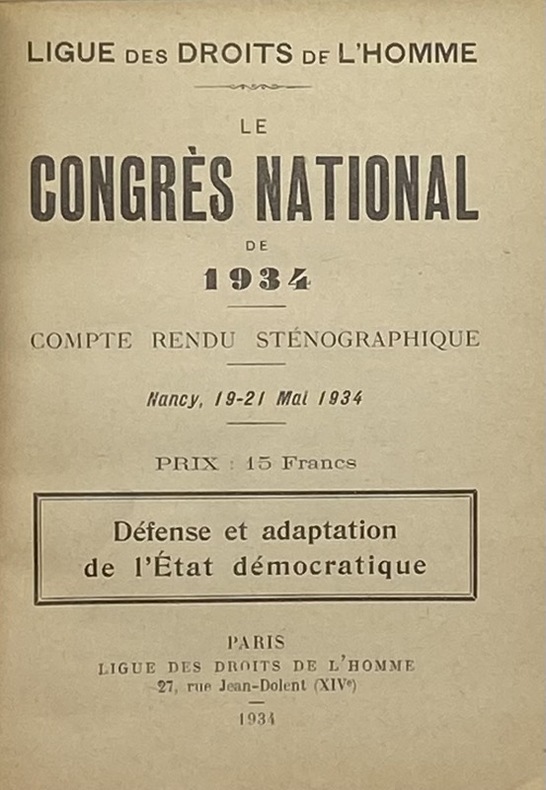 LIGUE DES DROITS DE L'HOMME
LE
CONGRÈS NATIONAL
DE
1934
COMPTE RENDU STÉNOGRAPHIQUE
Nancy, 19-21 Mai 1934
PRIX : 15 Francs
Défense et adaptation
de l'État démocratique
PARIS
LIGUE DES DROITS DE L'HOMME
27, rue Jean-Dolent (XIVe)
1934